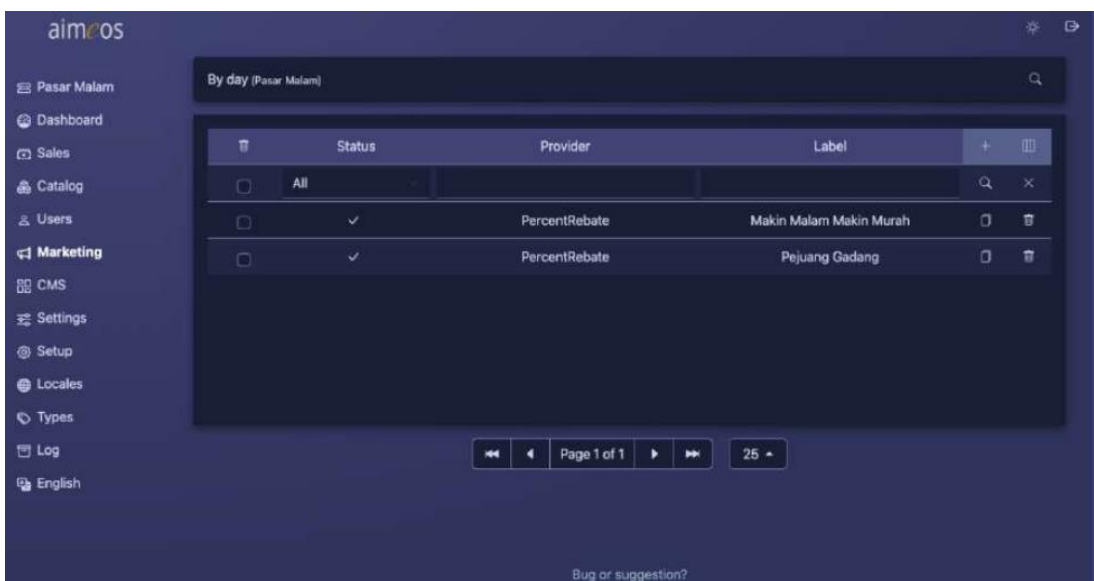 aimeos
Pasar Malam
Dashboard
Sales
Catalog
Users
Marketing
CMS
Settings
Setup
Locales
Types
Log
English
By day (Pasar Malam)
Status Provider Label
All
PercentRebate Makin Malam Makin Murah
PercentRebate Pejuang Gadang
Page 1 of 1 25
Bug or suggestion?